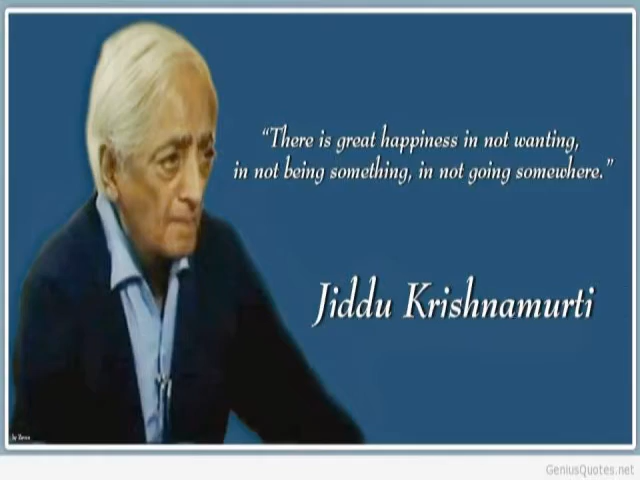 “There is great happiness in not wanting,
in not being something, in not going somewhere.”
Jiddu Krishnamurti
GeniusQuotes.net